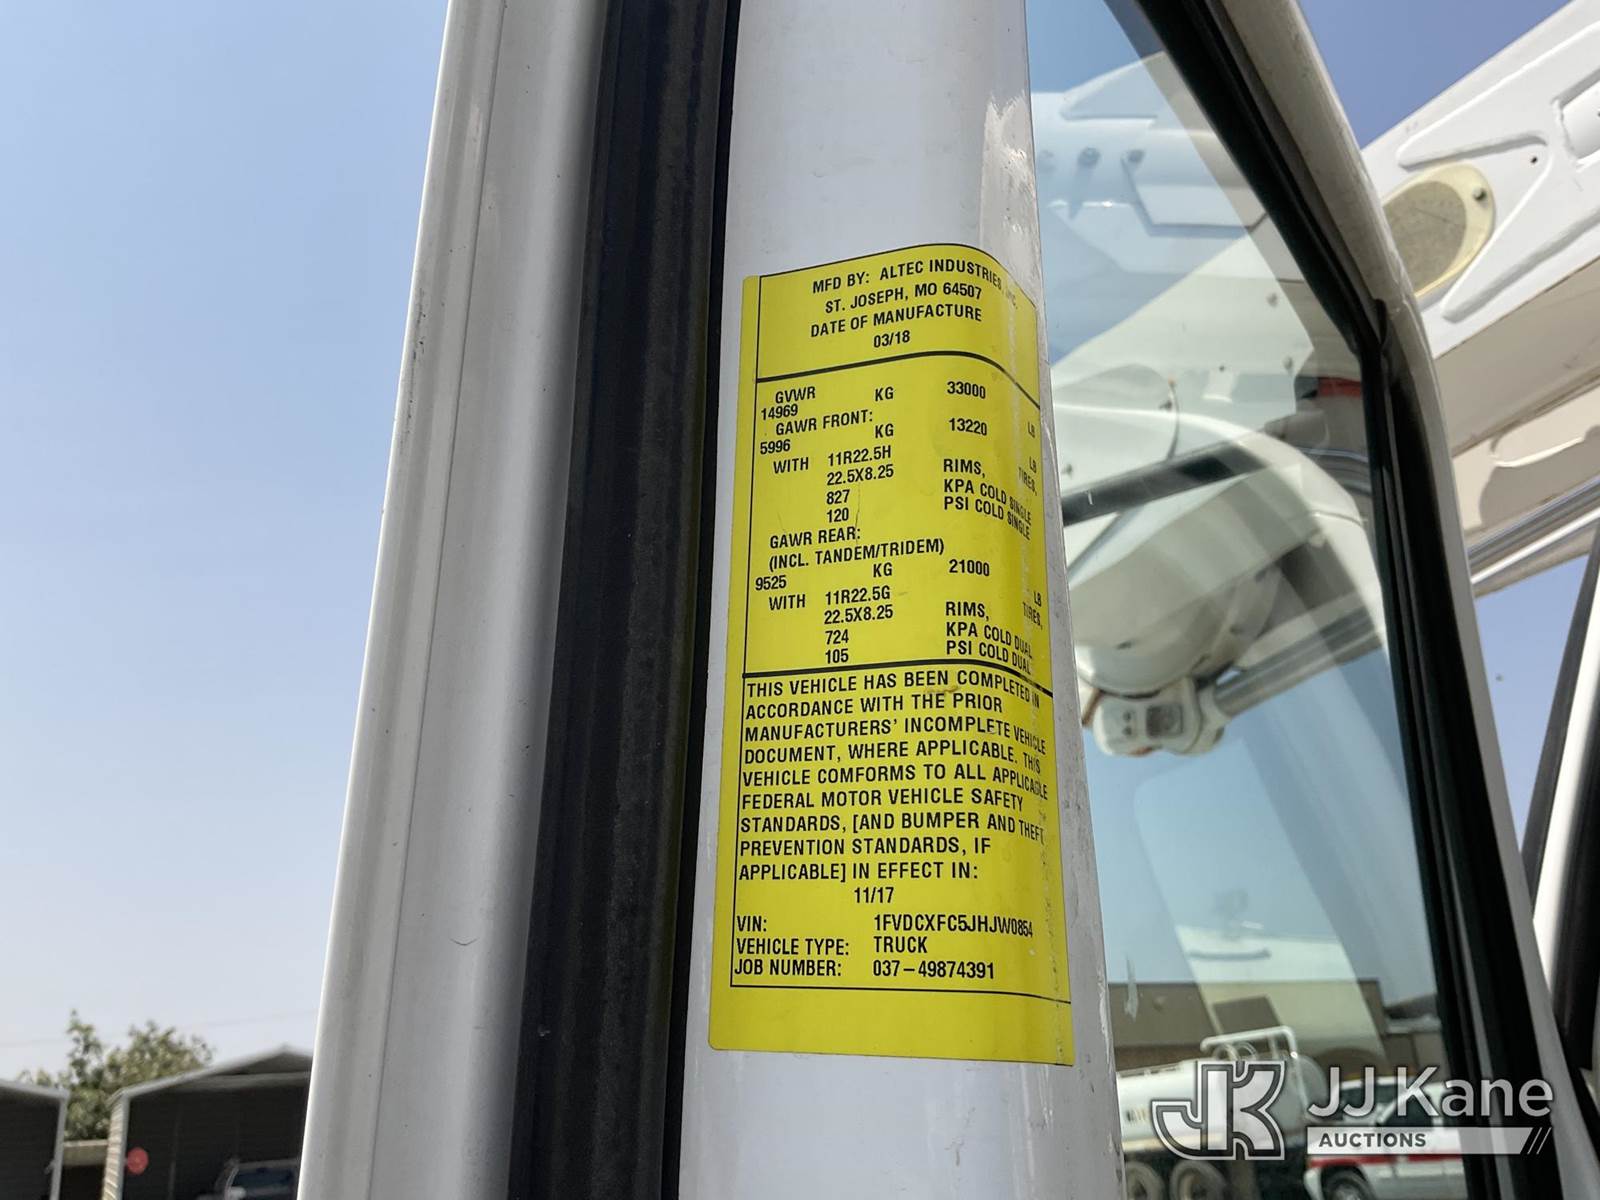 MFD BY: ALTEC INDUSTRIES, INC.
ST. JOSEPH, MO 64507
DATE OF MANUFACTURE
03/18
GVWR KG 33000 LB
14969
GAWR FRONT: KG 13220 LB
5996
WITH 11R22.5H TIRES,
22.5X8.25 RIMS,
827 KPA COLD SINGLE
120 PSI COLD SINGLE
GAWR REAR:
(INCL. TANDEM/TRIDEM)
9525 KG 21000 LB
WITH 11R22.5G TIRES,
22.5X8.25 RIMS,
724 KPA COLD DUAL
105 PSI COLD DUAL
THIS VEHICLE HAS BEEN COMPLETED IN
ACCORDANCE WITH THE PRIOR
MANUFACTURERS' INCOMPLETE VEHICLE
DOCUMENT, WHERE APPLICABLE. THIS
VEHICLE COMFORMS TO ALL APPLICABLE
FEDERAL MOTOR VEHICLE SAFETY
STANDARDS, [AND BUMPER AND THEFT
PREVENTION STANDARDS, IF
APPLICABLE] IN EFFECT IN:
11/17
VIN: 1FVDCXFC5JHJW0854
VEHICLE TYPE: TRUCK
JOB NUMBER: 037-49874391
JK JJ Kane
AUCTIONS